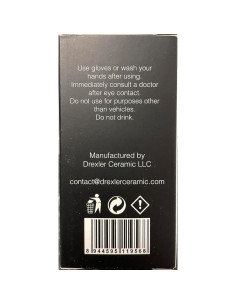 Use gloves or wash your
hands after using.
Immediately consult a doctor
after eye contact.
Do not use for purposes other
than vehicles.
Do not drink.
Manufactured by
Drexler Ceramic LLC
contact@drexlerceramic.com
8944595119568